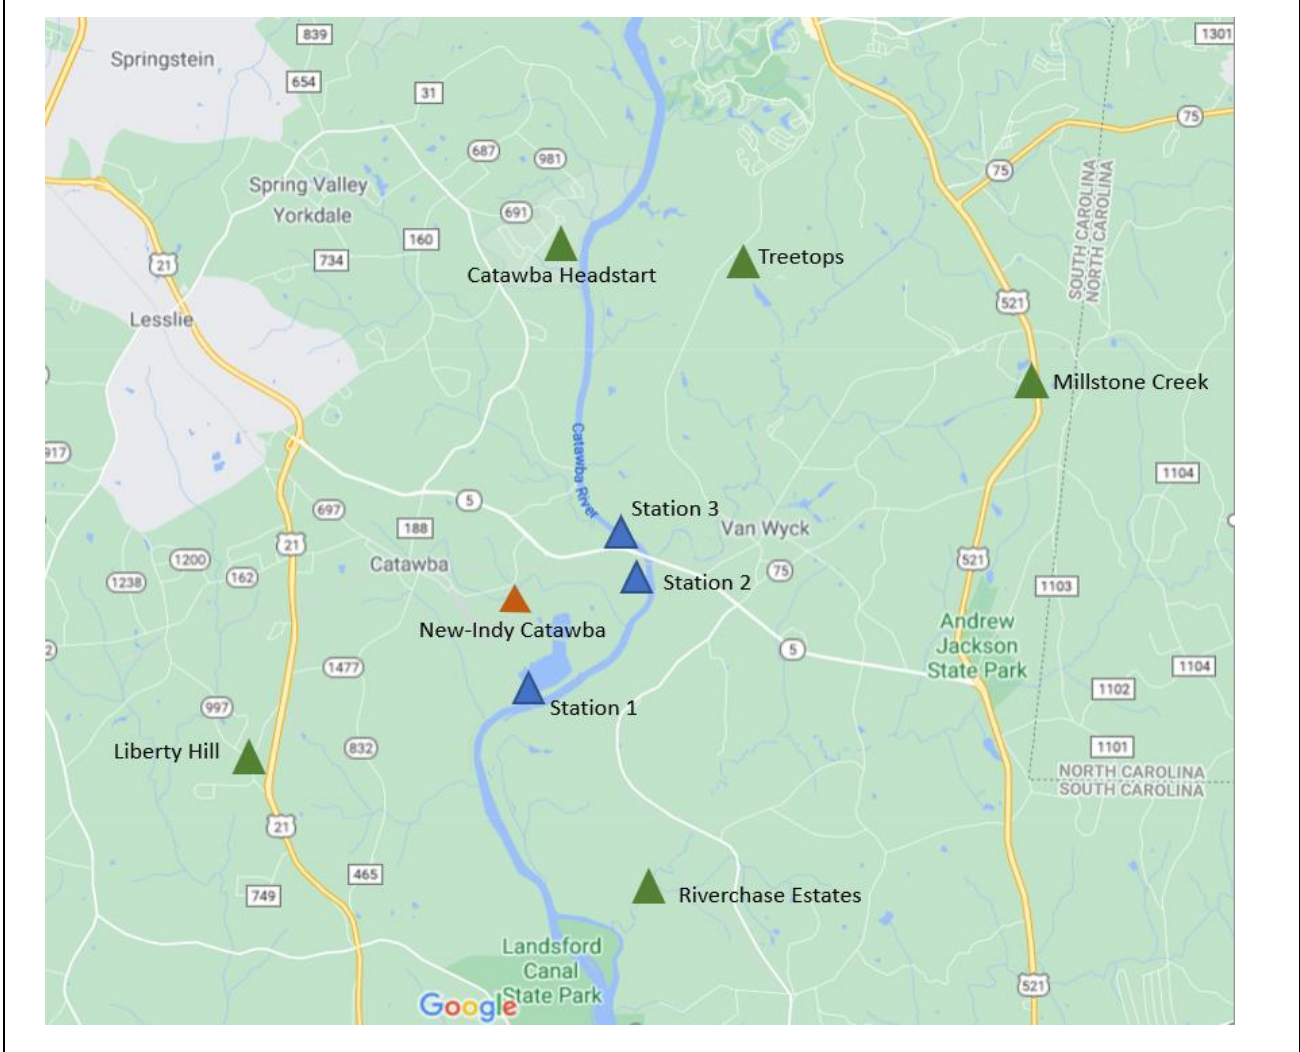 839
1301
Springstein
654
31
75
687
981
75
Spring Valley
Yorkdale
691
160
734
SOUTH CAROLINA
NORTH CAROLINA
21
Catawba Headstart
Treetops
521
Lesslie
Millstone Creek
Catawba River
917
1104
5
697
188
Station 3
Van Wyck
21
1200
Catawba
521
1238
162
Station 2
75
1103
New-Indy Catawba
Andrew
Jackson
State Park
2
5
1477
1104
1102
997
Station 1
Liberty Hill
832
1101
NORTH CAROLINA
SOUTH CAROLINA
21
465
749
Riverchase Estates
Landsford
Canal
State Park
Google
521